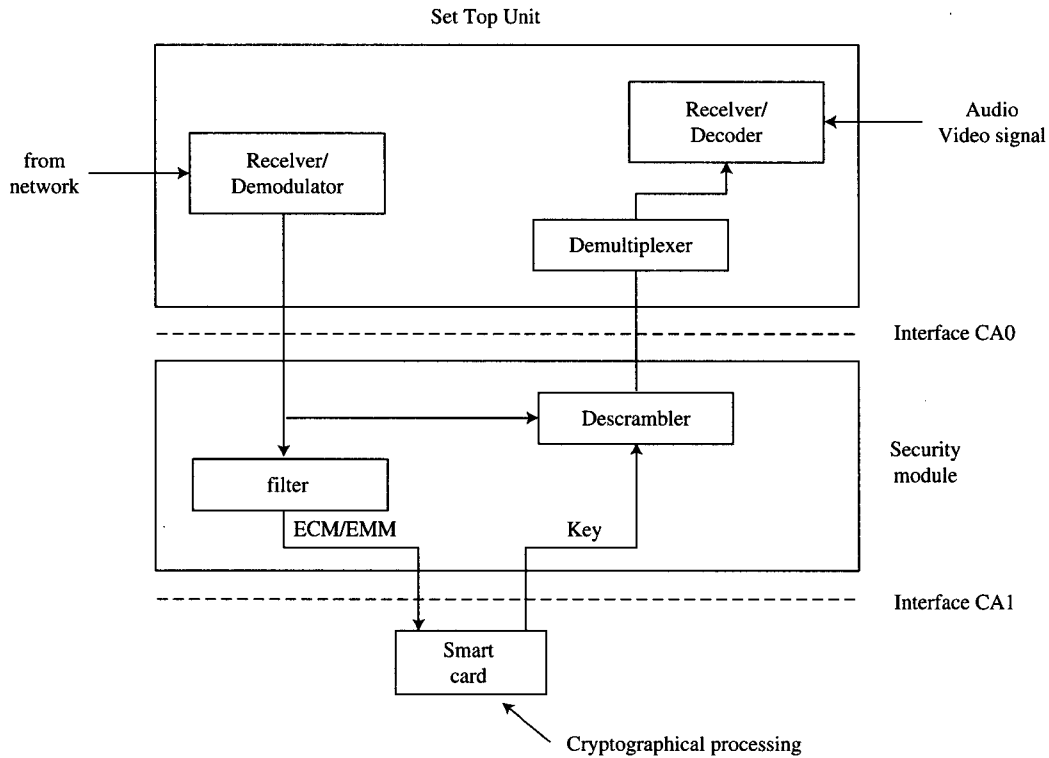 Set Top Unit
Recelver/
Decoder
Audio
Video signal
from
network
Recelver/
Demodulator
Demultiplexer
Interface CA0
Descrambler
Security
module
filter
ECM/EMM
Key
Interface CA1
Smart
card
Cryptographical processing